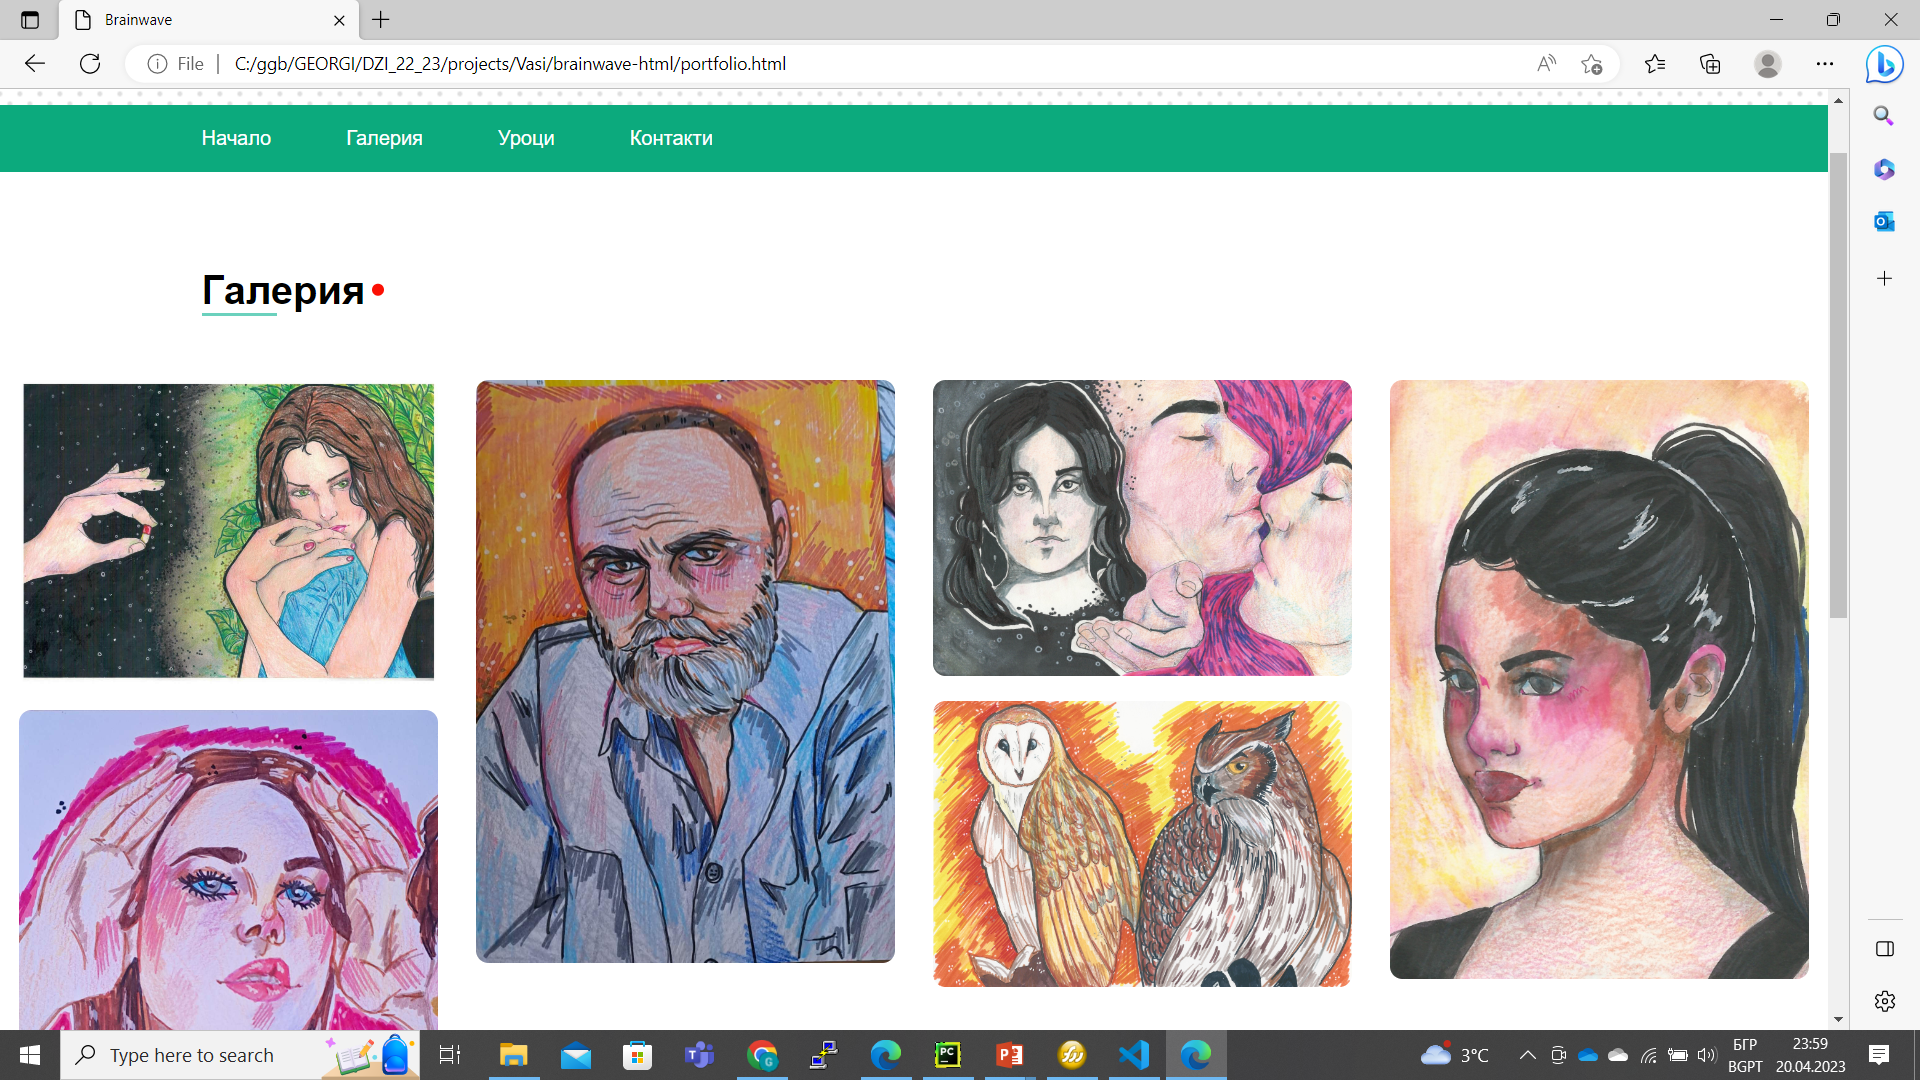 Brainwave
File
C:/ggb/GEORGI/DZI_22_23/projects/Vasi/brainwave-html/portfolio.html
Начало Галерия Уроци Контакти
Галерия
Type here to search
3°C
БГР
BGPT
23:59
20.04.2023